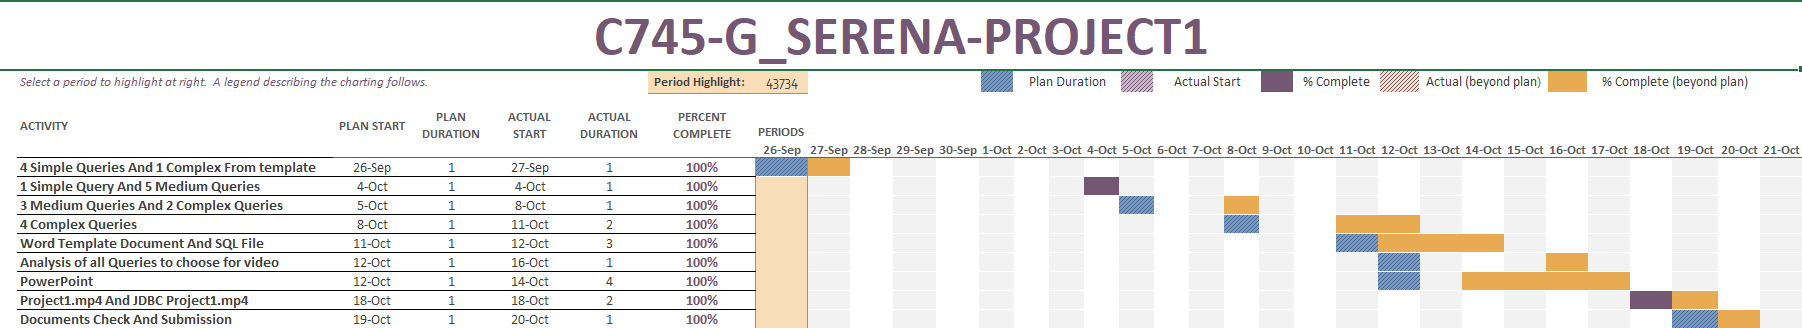 C745-G_SERENA-PROJECT1
Select a period to highlight at right.  A legend describing the charting follows. Period Highlight: 43734 Plan Duration Actual Start % Complete Actual (beyond plan) % Complete (beyond plan)
ACTIVITY PLAN START PLAN DURATION ACTUAL START ACTUAL DURATION PERCENT COMPLETE PERIODS
26-Sep 27-Sep 28-Sep 29-Sep 30-Sep 1-Oct 2-Oct 3-Oct 4-Oct 5-Oct 6-Oct 7-Oct 8-Oct 9-Oct 10-Oct 11-Oct 12-Oct 13-Oct 14-Oct 15-Oct 16-Oct 17-Oct 18-Oct 19-Oct 20-Oct 21-Oct
4 Simple Queries And 1 Complex From template 26-Sep 1 27-Sep 1 100%
1 Simple Query And 5 Medium Queries 4-Oct 1 4-Oct 1 100%
3 Medium Queries And 2 Complex Queries 5-Oct 1 8-Oct 1 100%
4 Complex Queries 8-Oct 1 11-Oct 2 100%
Word Template Document And SQL File 11-Oct 1 12-Oct 3 100%
Analysis of all Queries to choose for video 12-Oct 1 16-Oct 1 100%
PowerPoint 12-Oct 1 14-Oct 4 100%
Project1.mp4 And JDBC Project1.mp4 18-Oct 1 18-Oct 2 100%
Documents Check And Submission 19-Oct 1 20-Oct 1 100%